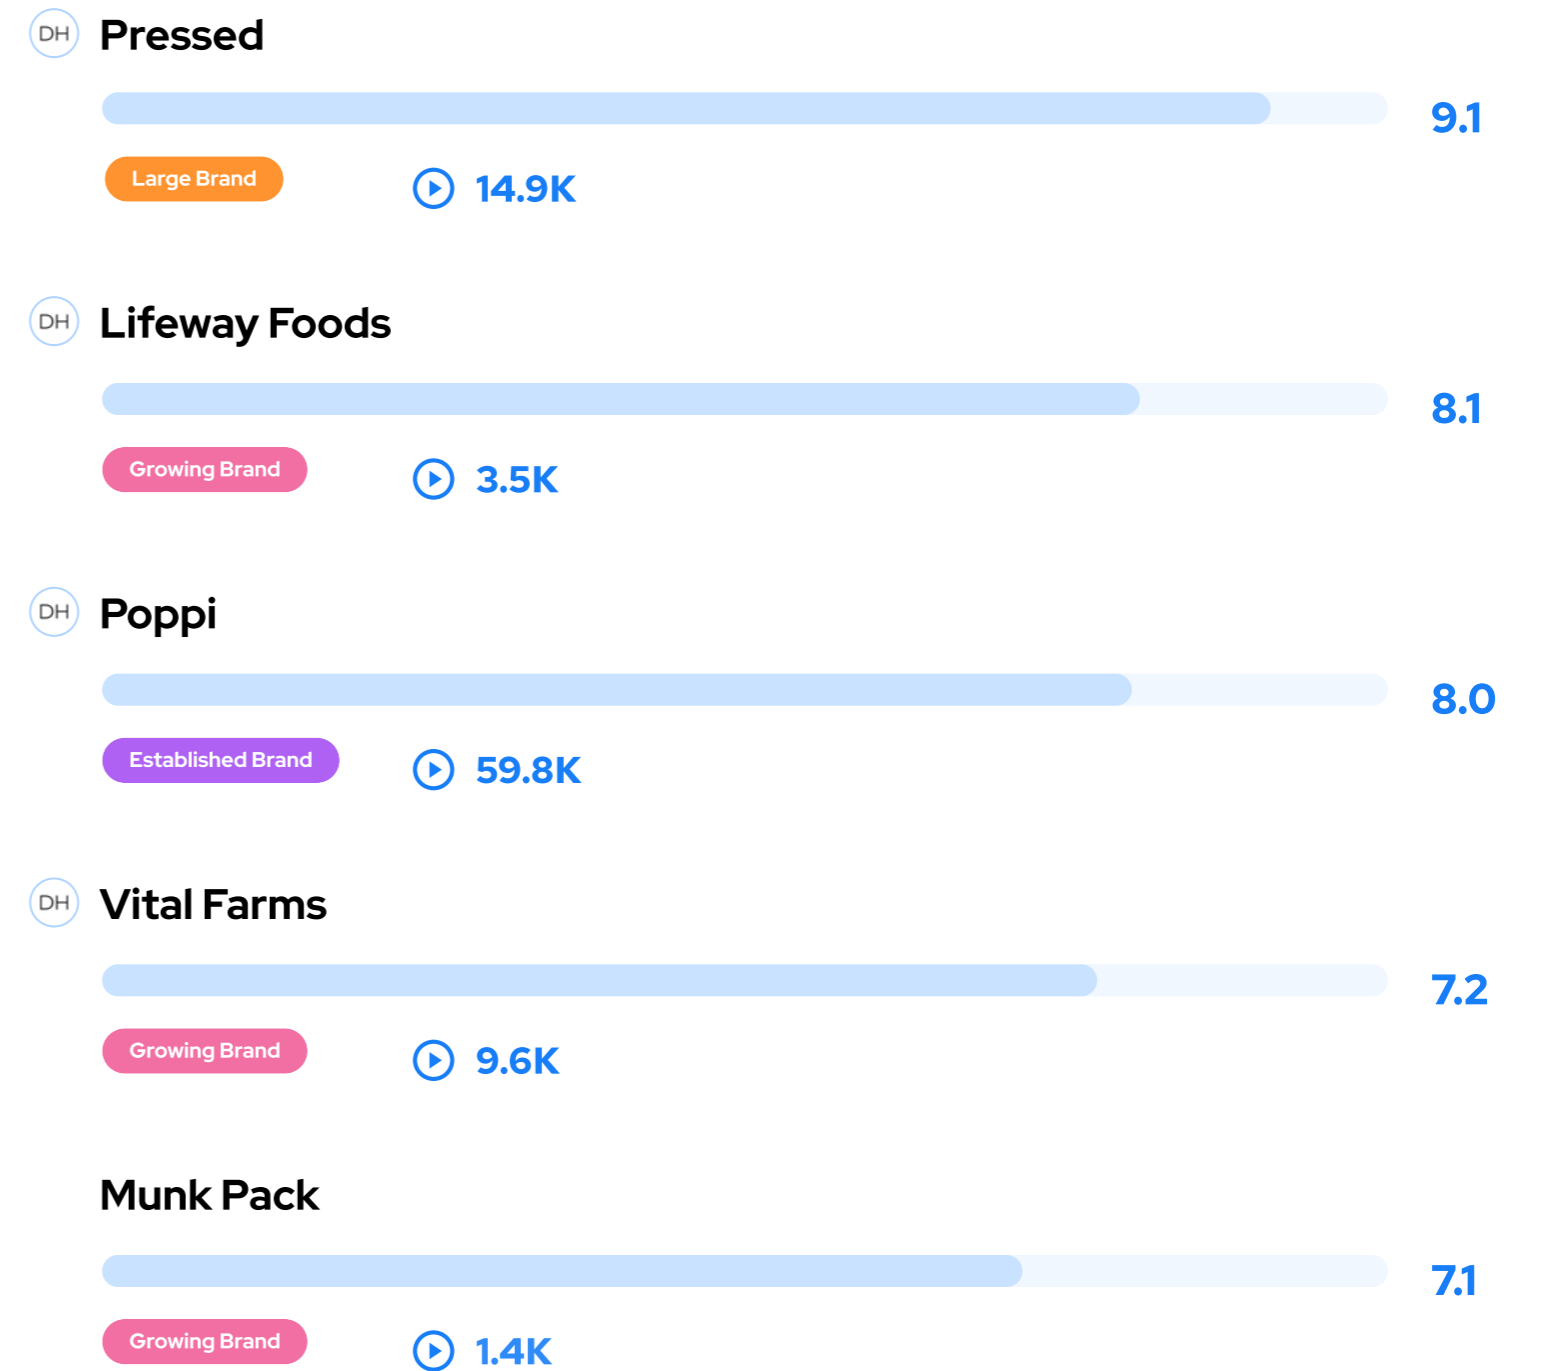 DH Pressed
9.1
Large Brand 14.9K
DH Lifeway Foods
8.1
Growing Brand 3.5K
DH Poppi
8.0
Established Brand 59.8K
DH Vital Farms
7.2
Growing Brand 9.6K
Munk Pack
7.1
Growing Brand 1.4K